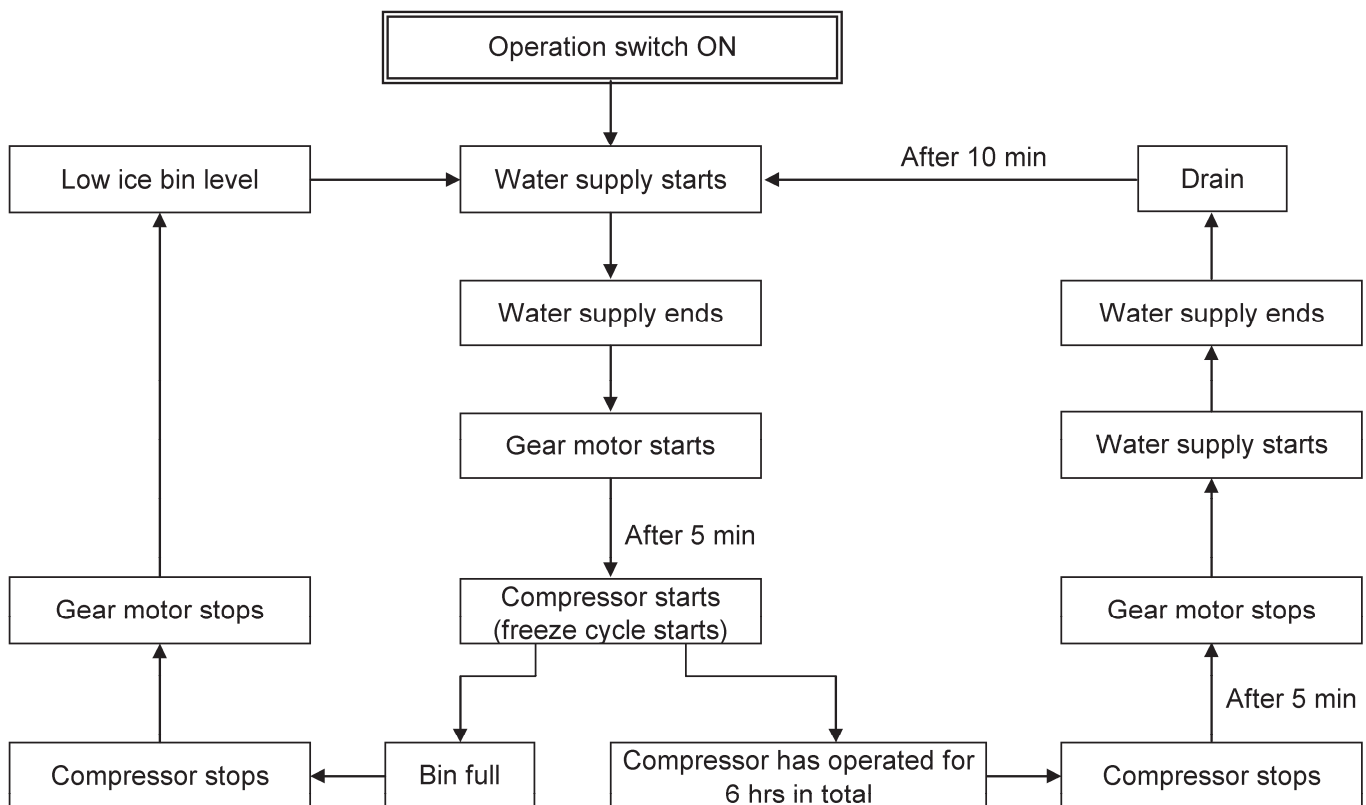 Operation switch ON
After 10 min
Low ice bin level
Water supply starts
Drain
Water supply ends
Water supply ends
Gear motor starts
Water supply starts
After 5 min
Compressor starts
(freeze cycle starts)
Gear motor stops
Gear motor stops
After 5 min
Compressor stops
Bin full
Compressor has operated for
6 hrs in total
Compressor stops